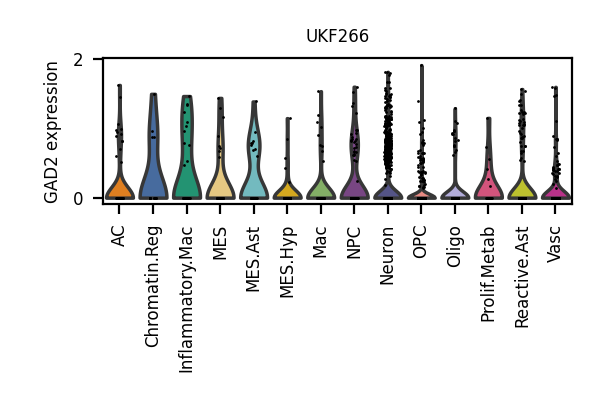 UKF266
GAD2 expression
2
0
AC
Chromatin.Reg
Inflammatory.Mac
MES
MES.Ast
MES.Hyp
Mac
NPC
Neuron
OPC
Oligo
Prolif.Metab
Reactive.Ast
Vasc